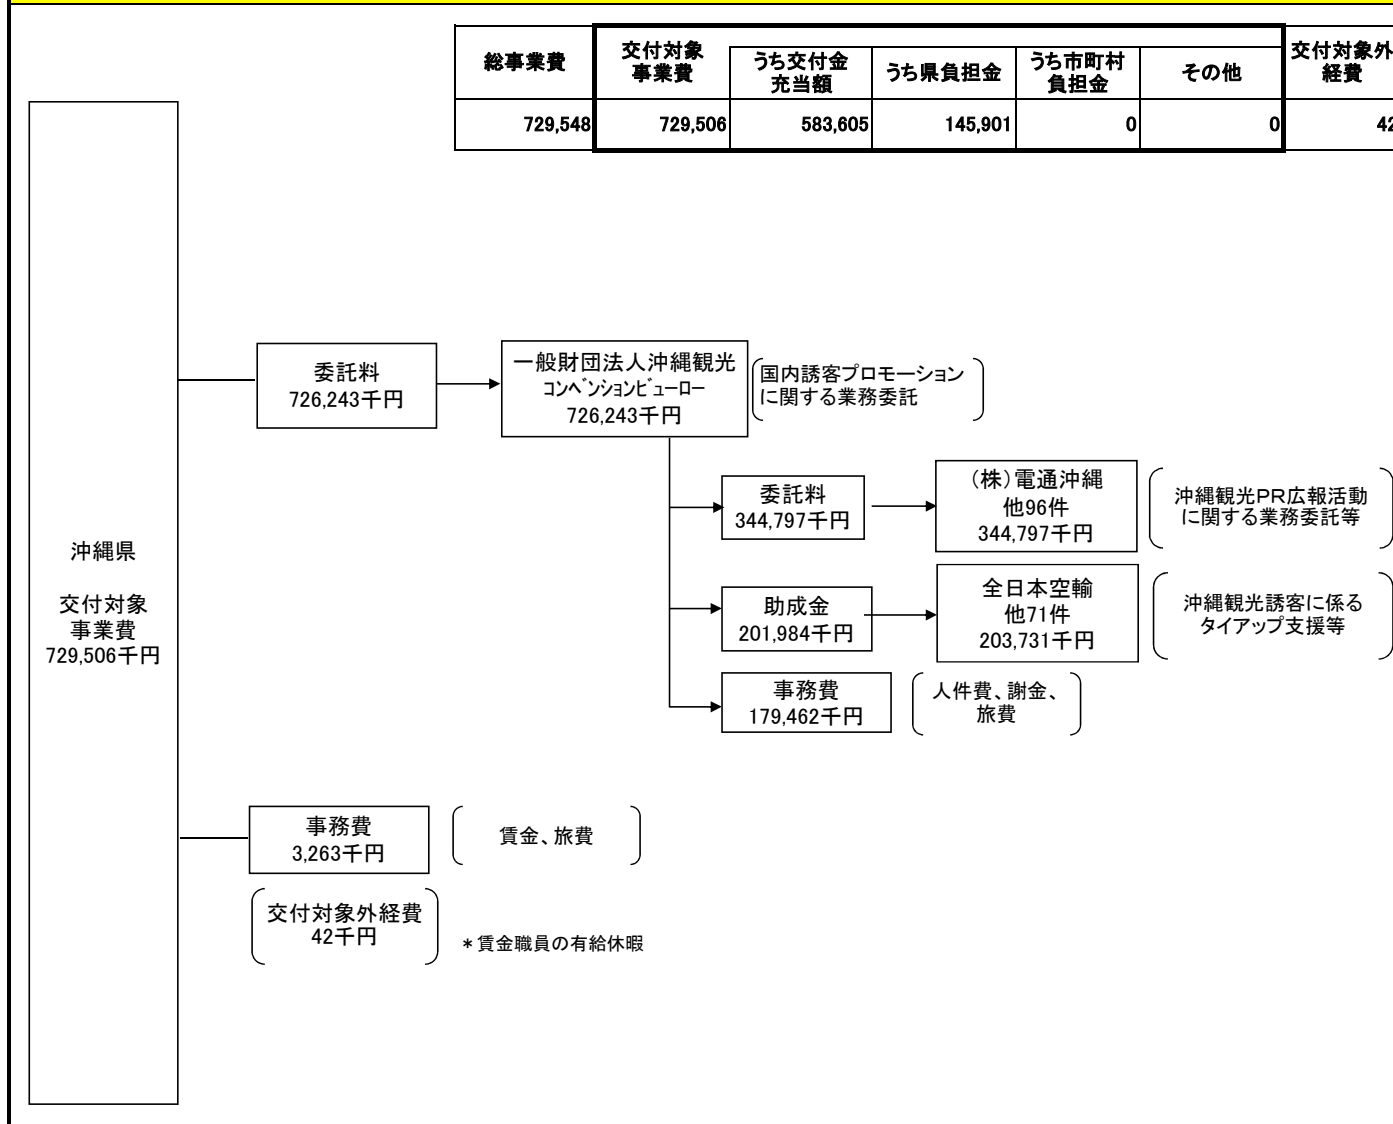 総事業費
交付対象
事業費
うち交付金
充当額
うち県負担金
うち市町村
負担金
その他
交付対象外
経費
729,548
729,506
583,605
145,901
0
0
42
沖縄県
交付対象
事業費
729,506千円
委託料
726,243千円
一般財団法人沖縄観光
コンベンションビューロー
726,243千円
国内誘客プロモーション
に関する業務委託
委託料
344,797千円
（株）電通沖縄
他96件
344,797千円
沖縄観光PR広報活動
に関する業務委託等
助成金
201,984千円
全日本空輸
他71件
203,731千円
沖縄観光誘客に係る
タイアップ支援等
事務費
179,462千円
人件費、謝金、
旅費
事務費
3,263千円
賃金、旅費
交付対象外経費
42千円
＊賃金職員の有給休暇